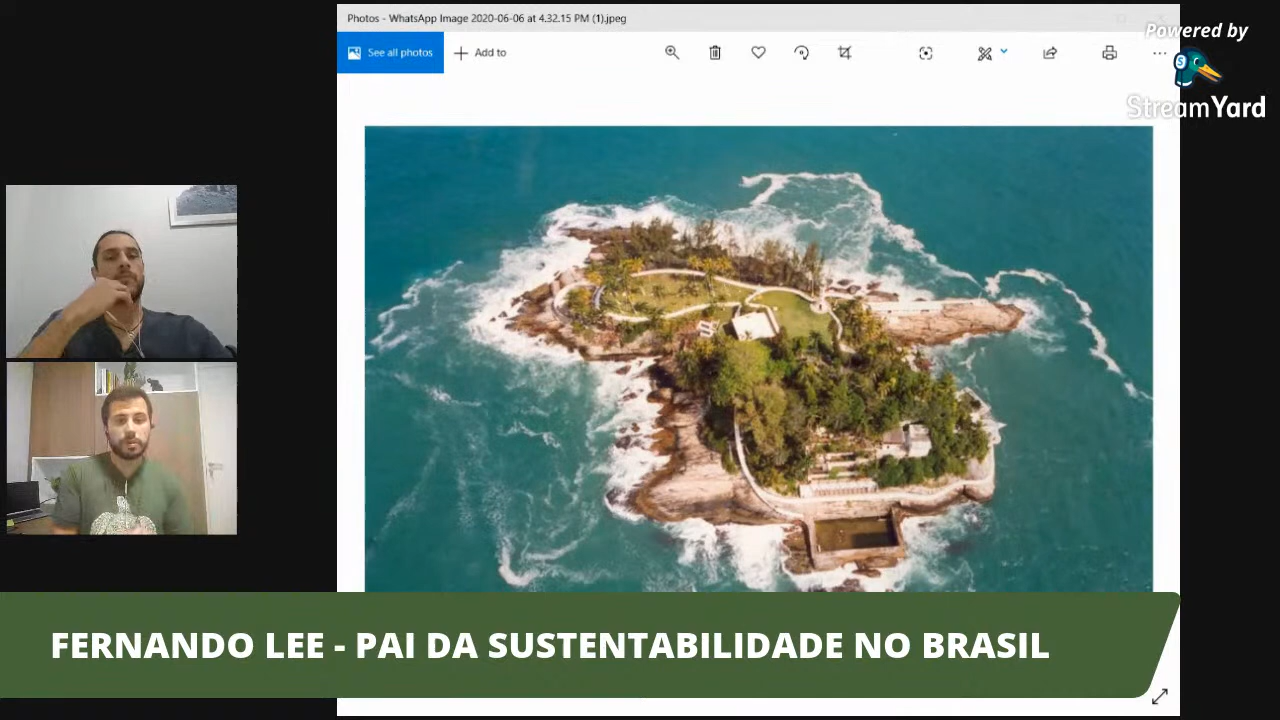 Photos - WhatsApp Image 2020-06-06 at 4.32.15 PM (1).jpeg
See all photos
Add to
Powered by
StreamYard
FERNANDO LEE - PAI DA SUSTENTABILIDADE NO BRASIL